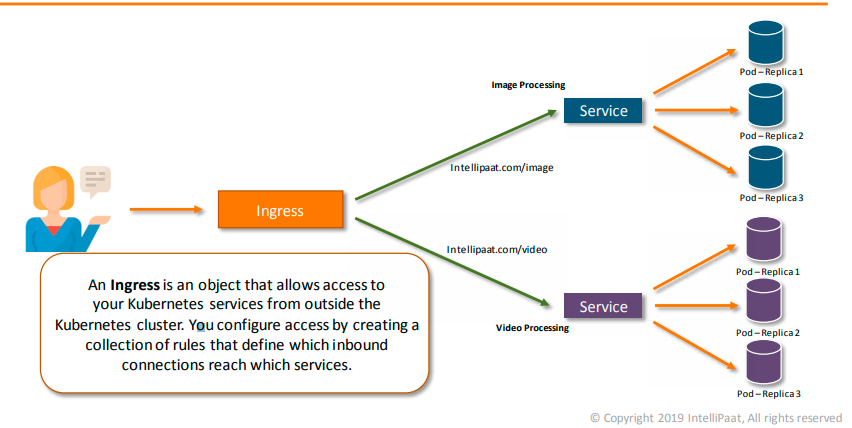 Pod – Replica 1
Image Processing
Service
Pod – Replica 2
Intellipaat.com/image
Pod – Replica 3
Ingress
Intellipaat.com/video
Pod – Replica 1
An Ingress is an object that allows access to
your Kubernetes services from outside the
Kubernetes cluster. You configure access by creating a
collection of rules that define which inbound
connections reach which services.
Service
Video Processing
Pod – Replica 2
Pod – Replica 3
© Copyright 2019 IntelliPaat, All rights reserved